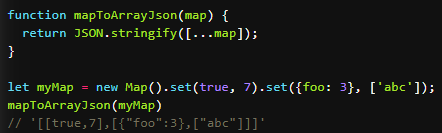 function mapToArrayJson(map) {
  return JSON.stringify([...map]);
}

let myMap = new Map().set(true, 7).set({foo: 3}, ['abc']);
mapToArrayJson(myMap)
// '[[true,7],[{"foo":3},["abc"]]]'